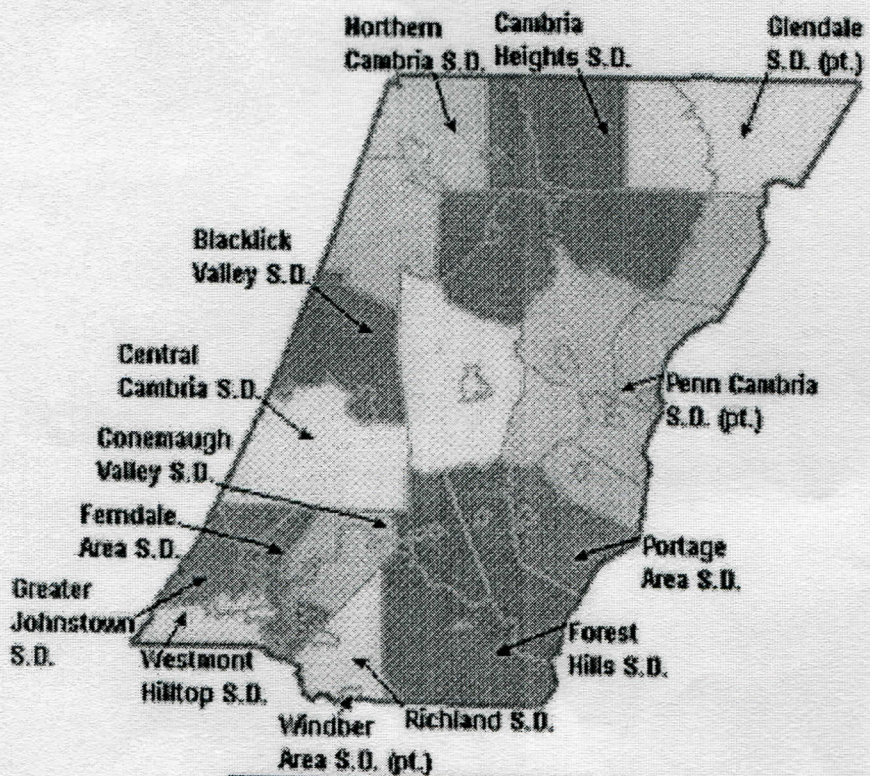 Northern
Cambria S.D.
Cambria
Heights S.D.
Glendale
S.D. (pt.)
Blacklick
Valley S.D.
Central
Cambria S.D.
Penn Cambria
S.D. (pt.)
Conemaugh
Valley S.D.
Ferndale
Area S.D.
Portage
Area S.D.
Greater
Johnstown
S.D.
Forest
Hills S.D.
Westmont
Hilltop S.D.
Richland S.D.
Windber
Area S.D. (pt.)